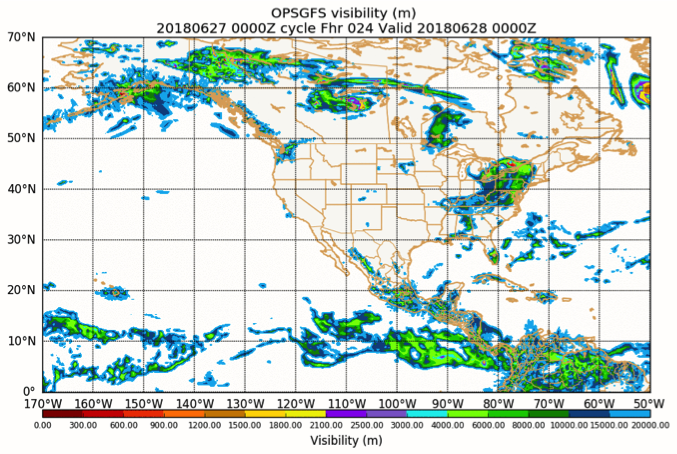 OPSGFS visibility (m)
20180627 0000Z cycle Fhr 024 Valid 20180628 0000Z
70°N
60°N
50°N
40°N
30°N
20°N
10°N
0°
170°W 160°W 150°W 140°W 130°W 120°W 110°W 100°W 90°W 80°W 70°W 60°W 50°W
0.00 300.00 600.00 900.00 1200.00 1500.00 1800.00 2100.00 2500.00 3000.00 4000.00 6000.00 8000.00 10000.00 15000.00 20000.00
Visibility (m)